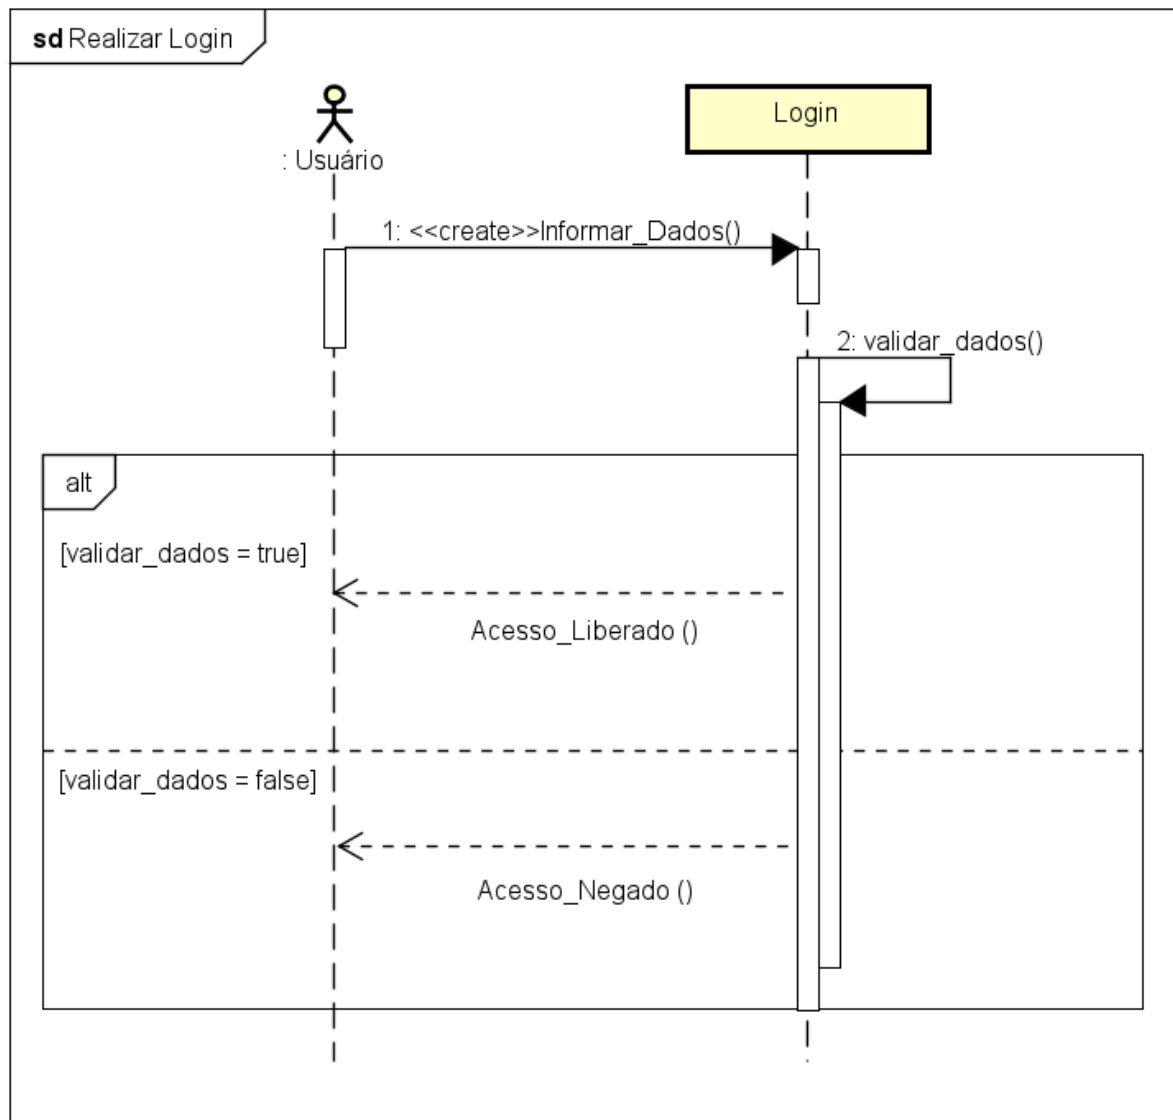 sd Realizar Login
Login
: Usuário
1: <<create>>Informar_Dados()
2: validar_dados()
alt
[validar_dados = true]
Acesso_Liberado ()
[validar_dados = false]
Acesso_Negado ()